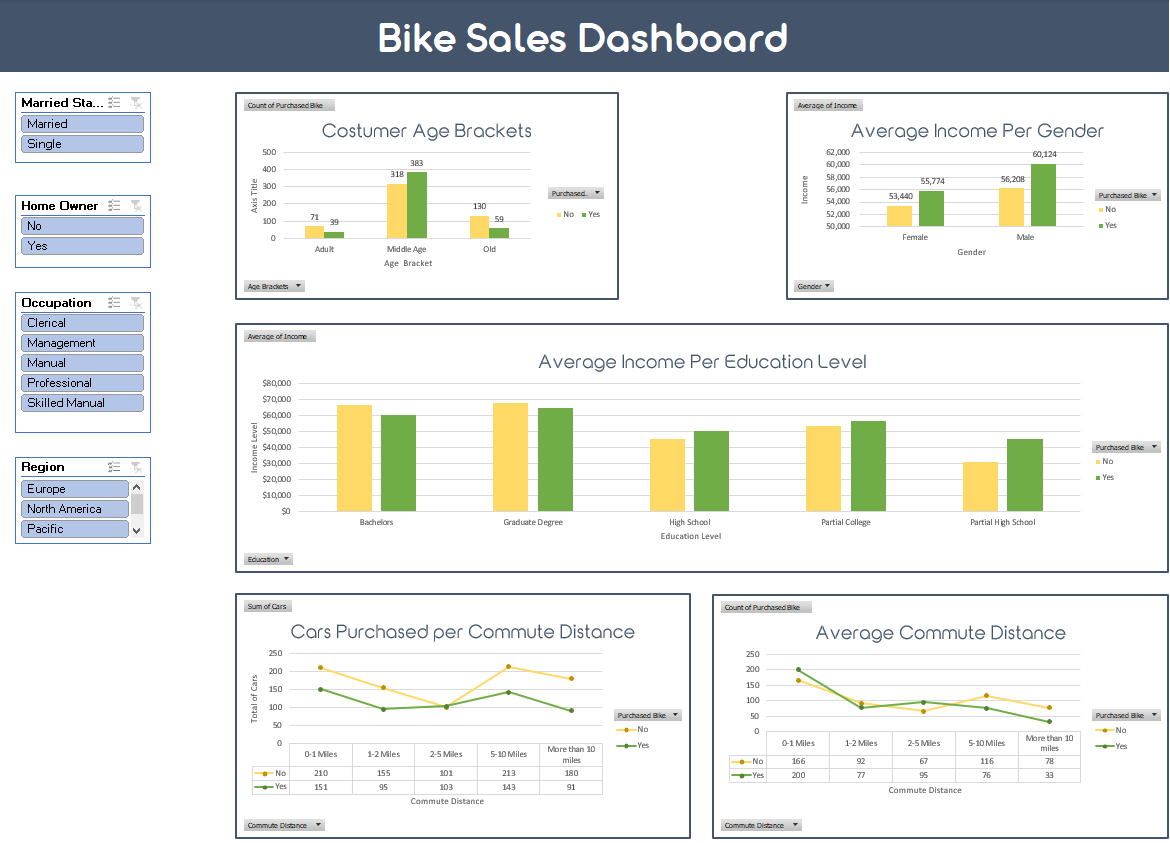 Bike Sales Dashboard
Married Sta...
Married
Single
Home Owner
No
Yes
Occupation
Clerical
Management
Manual
Professional
Skilled Manual
Region
Europe
North America
Pacific
Count of Purchased Bike
Costumer Age Brackets
500
400
300
200
100
0
Axis Title
71 39
318 383
130 59
Adult Middle Age Old
Age Bracket
Purchased..
No Yes
Age Brackets
Average of Income
Average Income Per Gender
62,000
60,000
58,000
56,000
54,000
52,000
50,000
Income
53,440 55,774
56,208 60,124
Female Male
Gender
Purchased Bike
No
Yes
Gender
Average of Income
Average Income Per Education Level
$80,000
$70,000
$60,000
$50,000
$40,000
$30,000
$20,000
$10,000
$0
Income Level
Bachelors Graduate Degree High School Partial College Partial High School
Education Level
Purchased Bike
No
Yes
Education
Sum of Cars
Cars Purchased per Commute Distance
250
200
150
100
50
0
Total of Cars
0-1 Miles 1-2 Miles 2-5 Miles 5-10 Miles More than 10
miles
No 210 155 101 213 180
Yes 151 95 103 143 91
Commute Distance
Purchased Bike
No
Yes
Commute Distance
Count of Purchased Bike
Average Commute Distance
250
200
150
100
50
0
0-1 Miles 1-2 Miles 2-5 Miles 5-10 Miles More than 10
miles
No 166 92 67 116 78
Yes 200 77 95 76 33
Commute Distance
Purchased Bike
No
Yes
Commute Distance